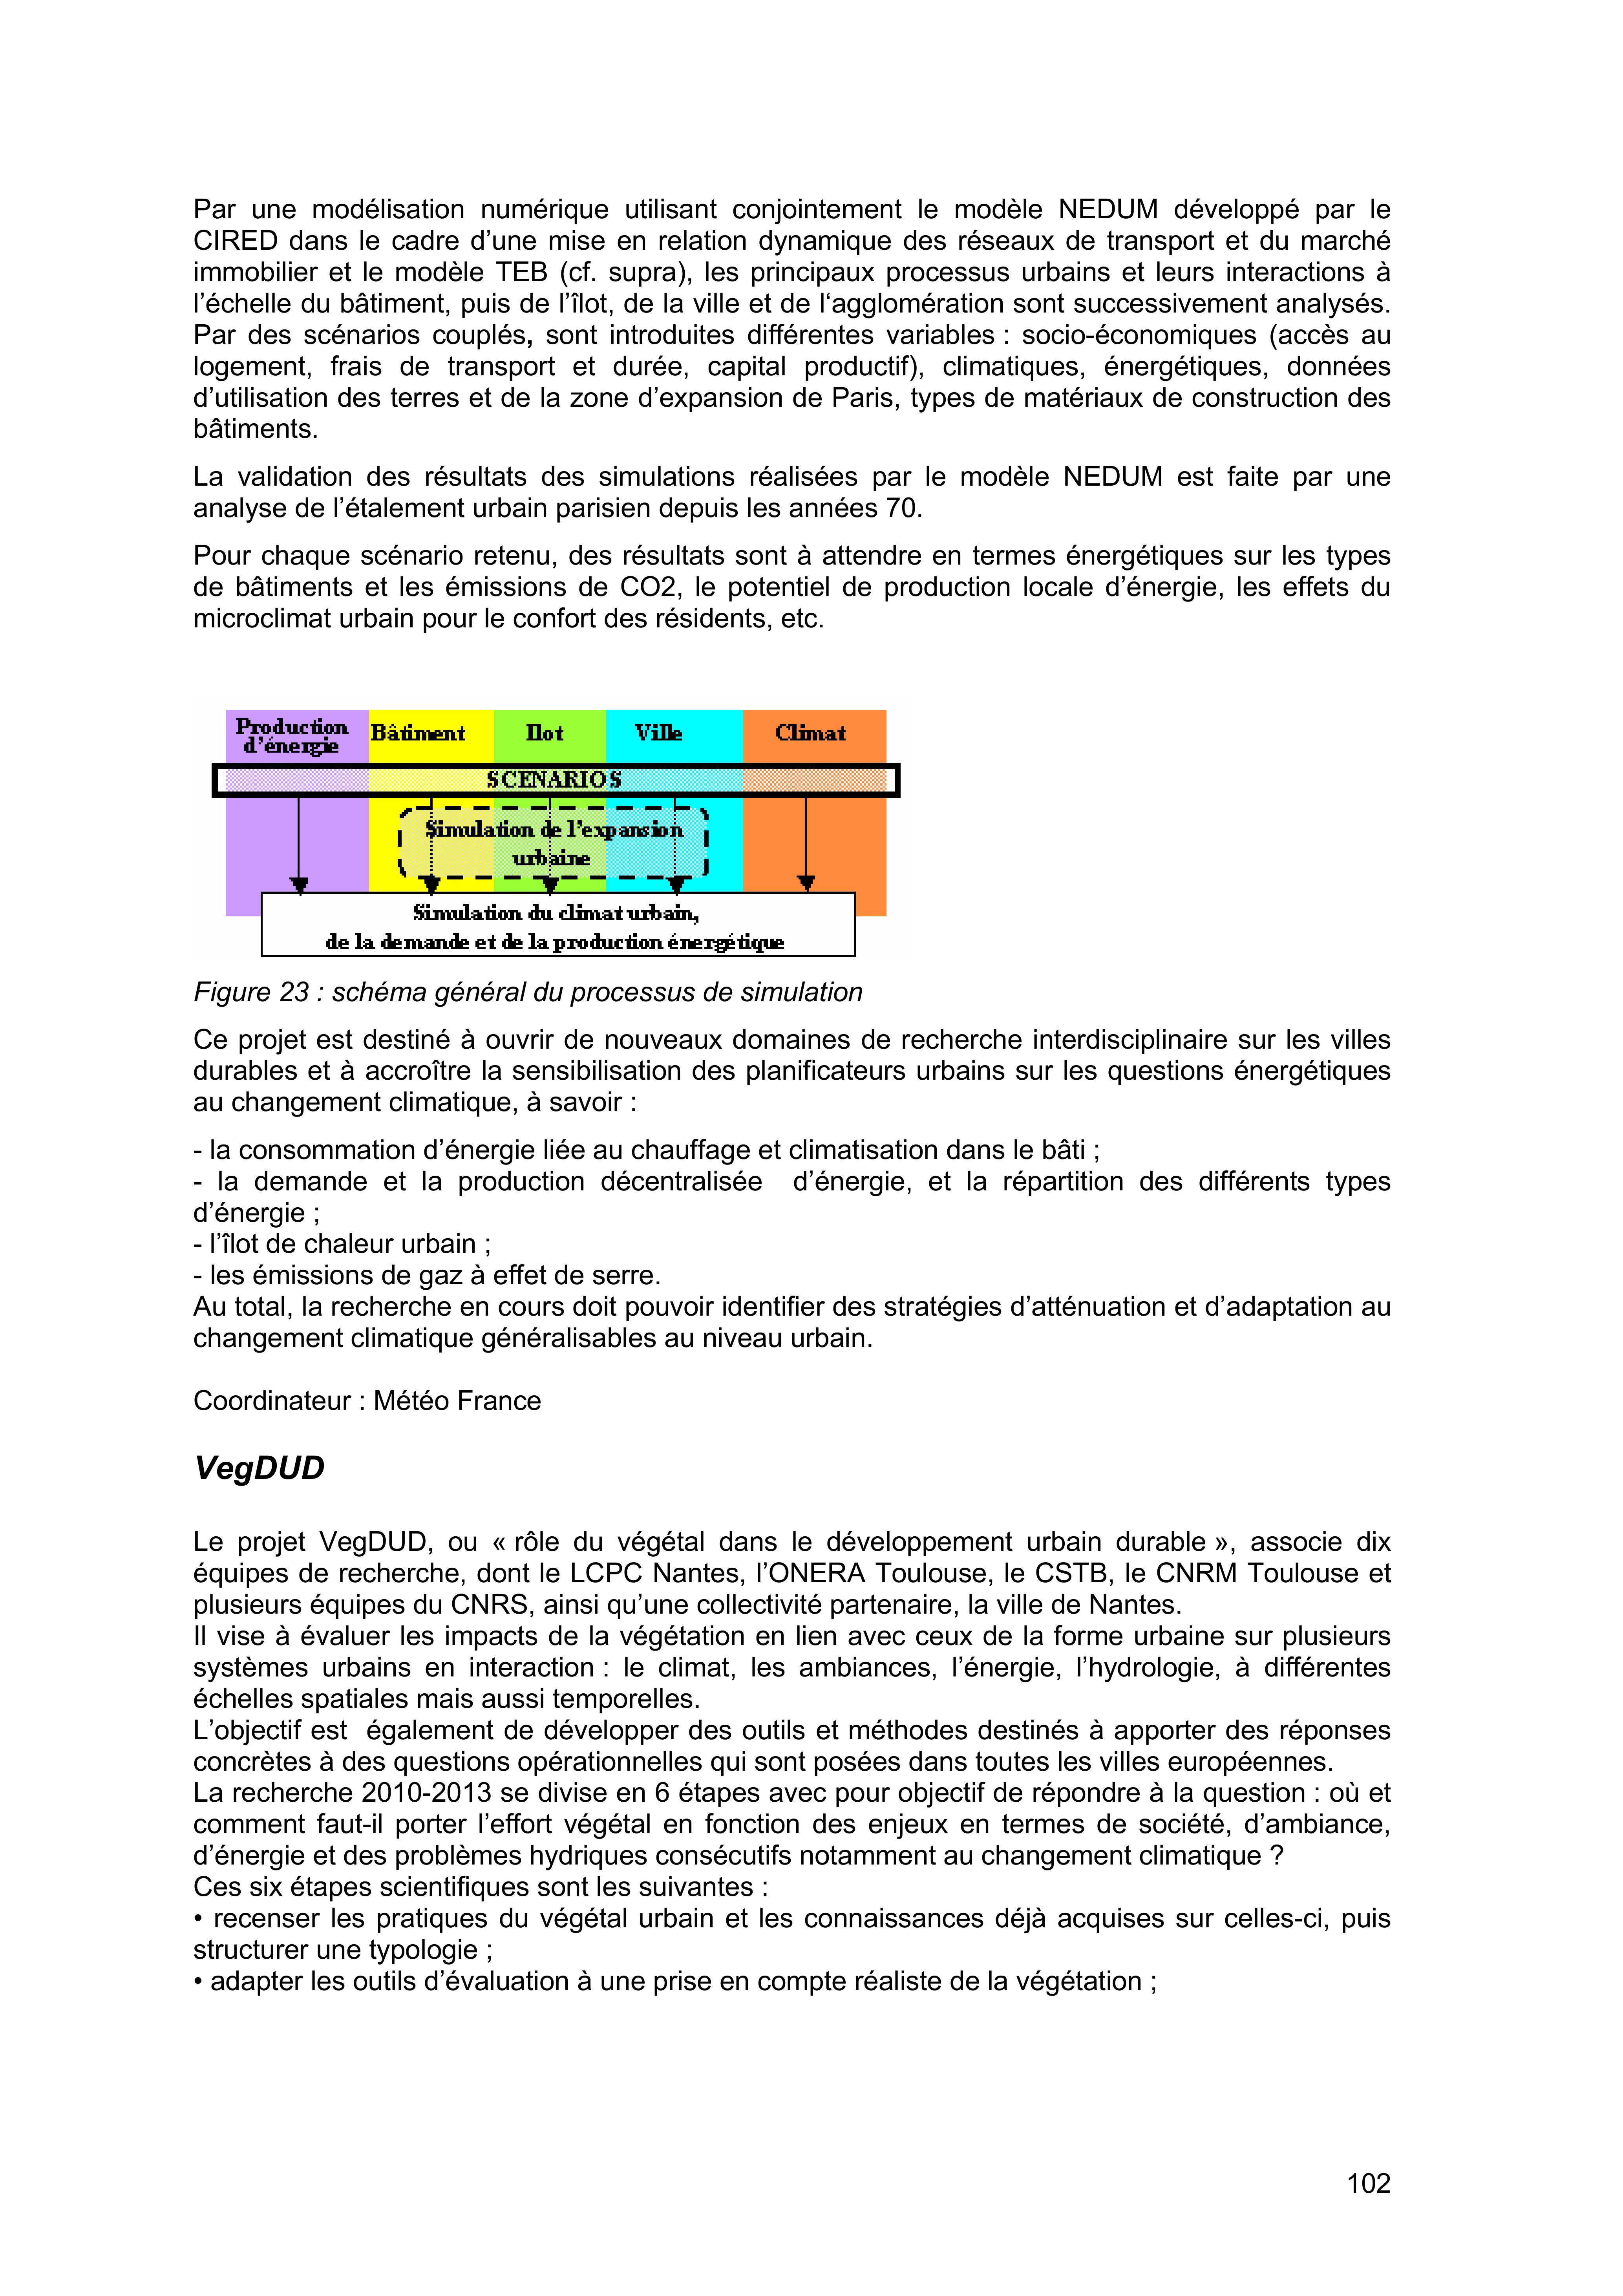 Par une modélisation numérique utilisant conjointement le modèle NEDUM développé par le
CIRED dans le cadre d’une mise en relation dynamique des réseaux de transport et du marché
immobilier et le modèle TEB (cf. supra), les principaux processus urbains et leurs interactions à
l’échelle du bâtiment, puis de l’îlot, de la ville et de l‘agglomération sont successivement analysés.
Par des scénarios couplés, sont introduites différentes variables : socio-économiques (accès au
logement, frais de transport et durée, capital productif), climatiques, énergétiques, données
d’utilisation des terres et de la zone d’expansion de Paris, types de matériaux de construction des
bâtiments.
La validation des résultats des simulations réalisées par le modèle NEDUM est faite par une
analyse de l’étalement urbain parisien depuis les années 70.
Pour chaque scénario retenu, des résultats sont à attendre en termes énergétiques sur les types
de bâtiments et les émissions de CO2, le potentiel de production locale d’énergie, les effets du
microclimat urbain pour le confort des résidents, etc.
Production
d’énergie
Bâtiment
Ilot
Ville
Climat
SCENARIOS
Simulation de l’expansion
urbaine
Simulation du climat urbain,
de la demande et de la production énergétique
Figure 23 : schéma général du processus de simulation
Ce projet est destiné à ouvrir de nouveaux domaines de recherche interdisciplinaire sur les villes
durables et à accroître la sensibilisation des planificateurs urbains sur les questions énergétiques
au changement climatique, à savoir :
- la consommation d’énergie liée au chauffage et climatisation dans le bâti ;
- la demande et la production décentralisée  d’énergie, et la répartition des différents types
d’énergie ;
- l’îlot de chaleur urbain ;
- les émissions de gaz à effet de serre.
Au total, la recherche en cours doit pouvoir identifier des stratégies d’atténuation et d’adaptation au
changement climatique généralisables au niveau urbain.
Coordinateur : Météo France
VegDUD
Le projet VegDUD, ou « rôle du végétal dans le développement urbain durable », associe dix
équipes de recherche, dont le LCPC Nantes, l’ONERA Toulouse, le CSTB, le CNRM Toulouse et
plusieurs équipes du CNRS, ainsi qu’une collectivité partenaire, la ville de Nantes.
Il vise à évaluer les impacts de la végétation en lien avec ceux de la forme urbaine sur plusieurs
systèmes urbains en interaction : le climat, les ambiances, l’énergie, l’hydrologie, à différentes
échelles spatiales mais aussi temporelles.
L’objectif est  également de développer des outils et méthodes destinés à apporter des réponses
concrètes à des questions opérationnelles qui sont posées dans toutes les villes européennes.
La recherche 2010-2013 se divise en 6 étapes avec pour objectif de répondre à la question : où et
comment faut-il porter l’effort végétal en fonction des enjeux en termes de société, d’ambiance,
d’énergie et des problèmes hydriques consécutifs notamment au changement climatique ?
Ces six étapes scientifiques sont les suivantes :
• recenser les pratiques du végétal urbain et les connaissances déjà acquises sur celles-ci, puis
structurer une typologie ;
• adapter les outils d’évaluation à une prise en compte réaliste de la végétation ;
102